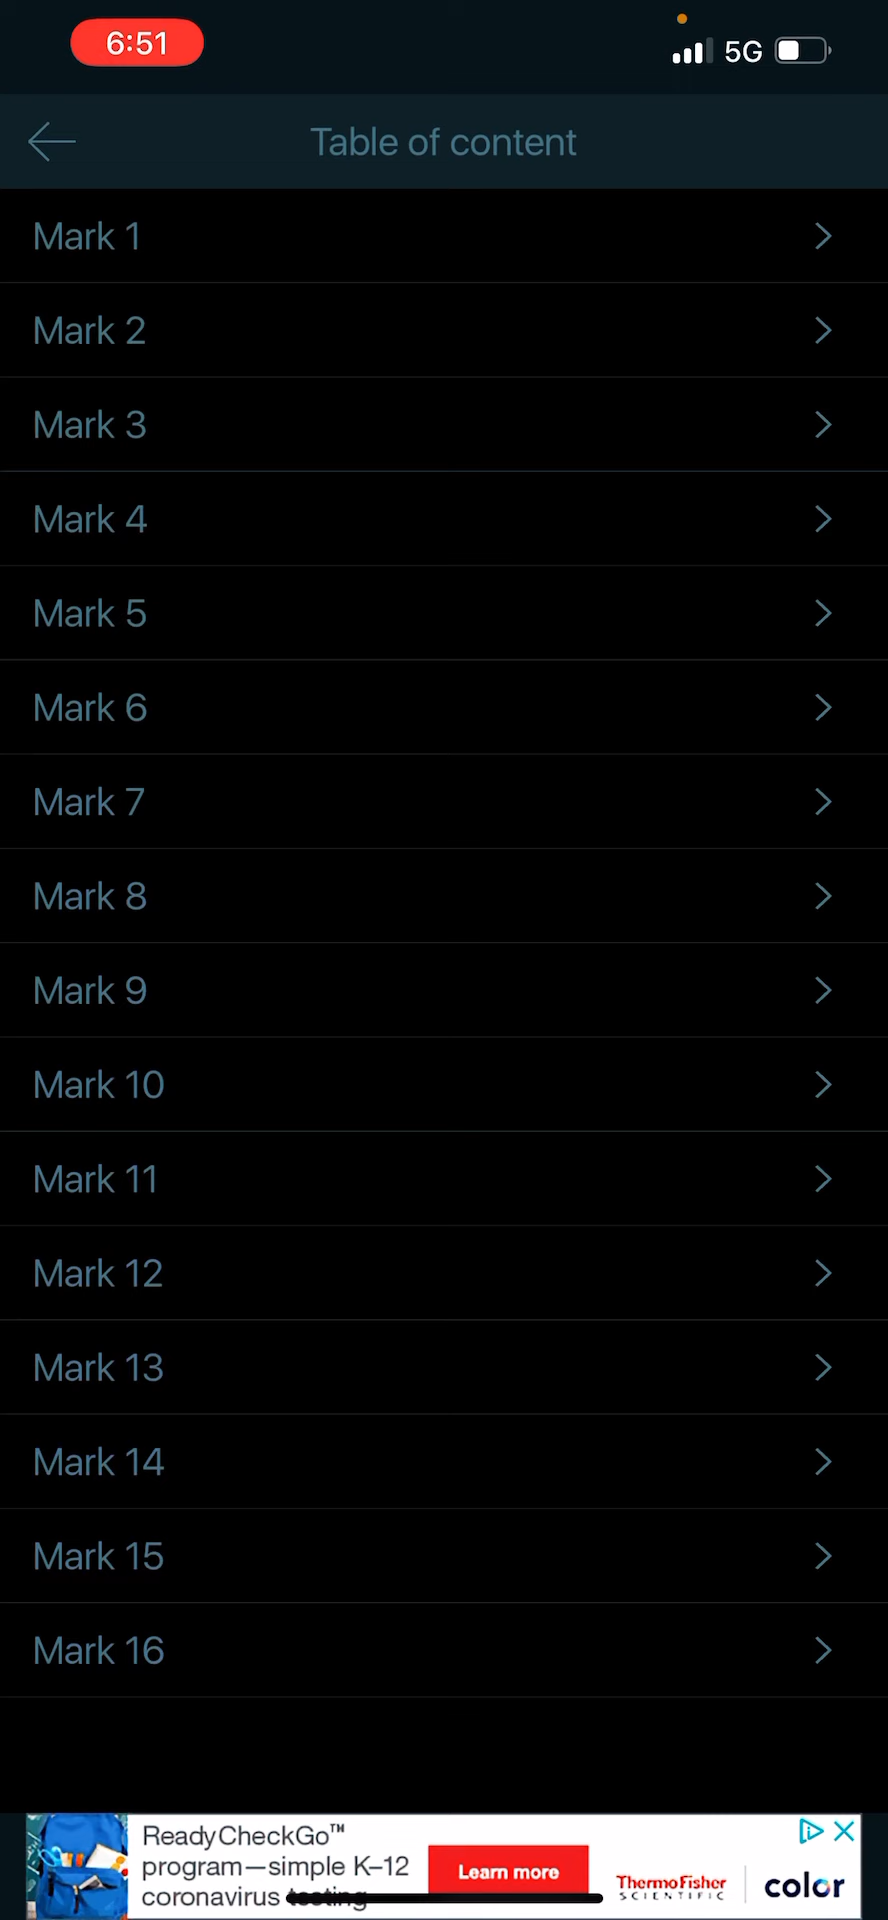 6:51
5G
Table of content
Mark 1
Mark 2
Mark 3
Mark 4
Mark 5
Mark 6
Mark 7
Mark 8
Mark 9
Mark 10
Mark 11
Mark 12
Mark 13
Mark 14
Mark 15
Mark 16
ReadyCheckGo™
program—simple K–12
coronavirus testing
Learn more
ThermoFisher
SCIENTIFIC
color